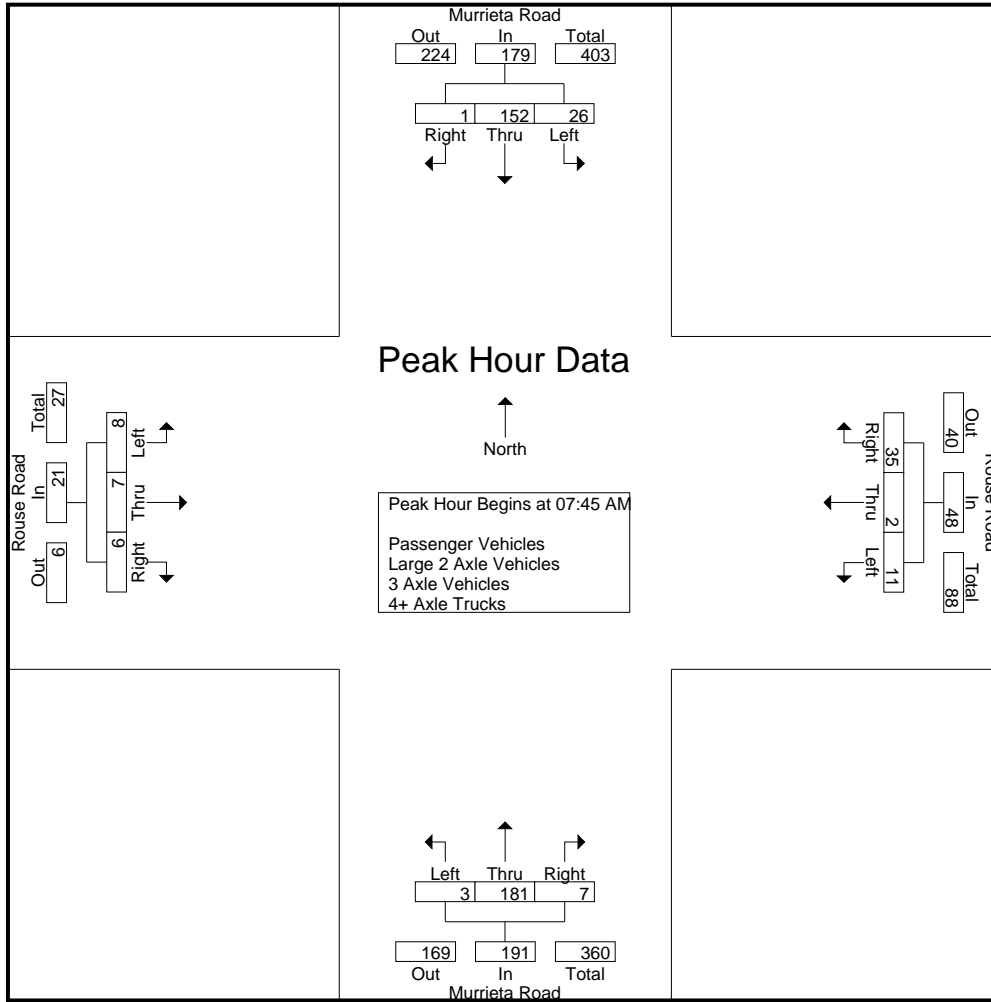 Murrieta Road
Out In Total
224 179 403
1 152 26
Right Thru Left
Peak Hour Data
North
Peak Hour Begins at 07:45 AM
Passenger Vehicles
Large 2 Axle Vehicles
3 Axle Vehicles
4+ Axle Trucks
Rouse Road
Out In Total
6 21 27
Left Thru Right
8 7 6
Rouse Road
Out In Total
40 48 88
Right Thru Left
35 2 11
Left Thru Right
3 181 7
169 191 360
Out In Total
Murrieta Road